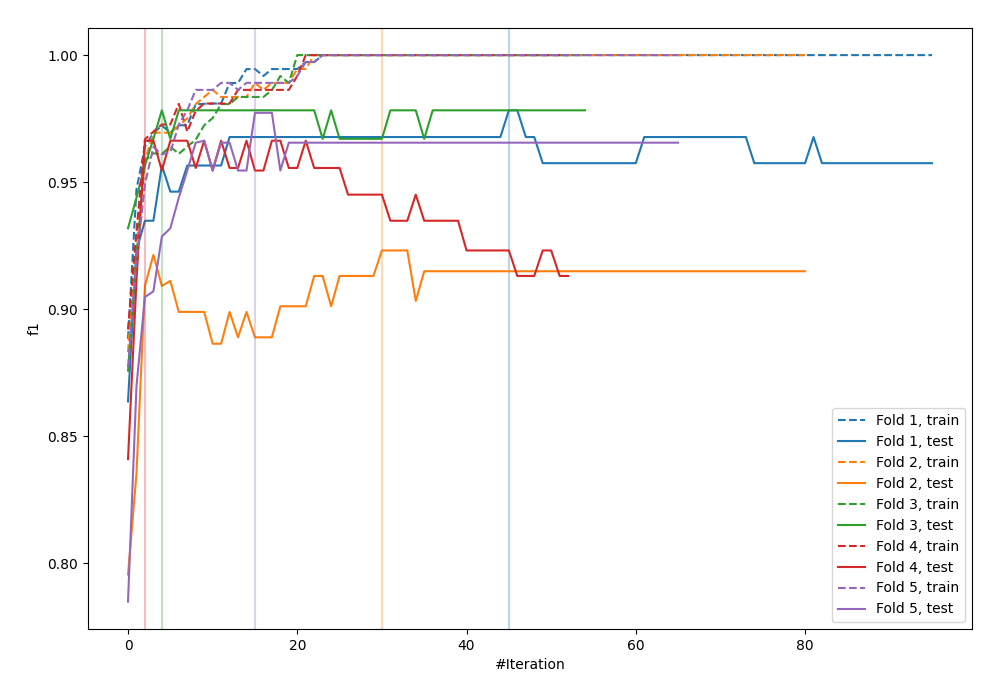 1.00
0.95
0.90
0.85
0.80
f1
0
20
40
60
80
#Iteration
Fold 1, train
Fold 1, test
Fold 2, train
Fold 2, test
Fold 3, train
Fold 3, test
Fold 4, train
Fold 4, test
Fold 5, train
Fold 5, test